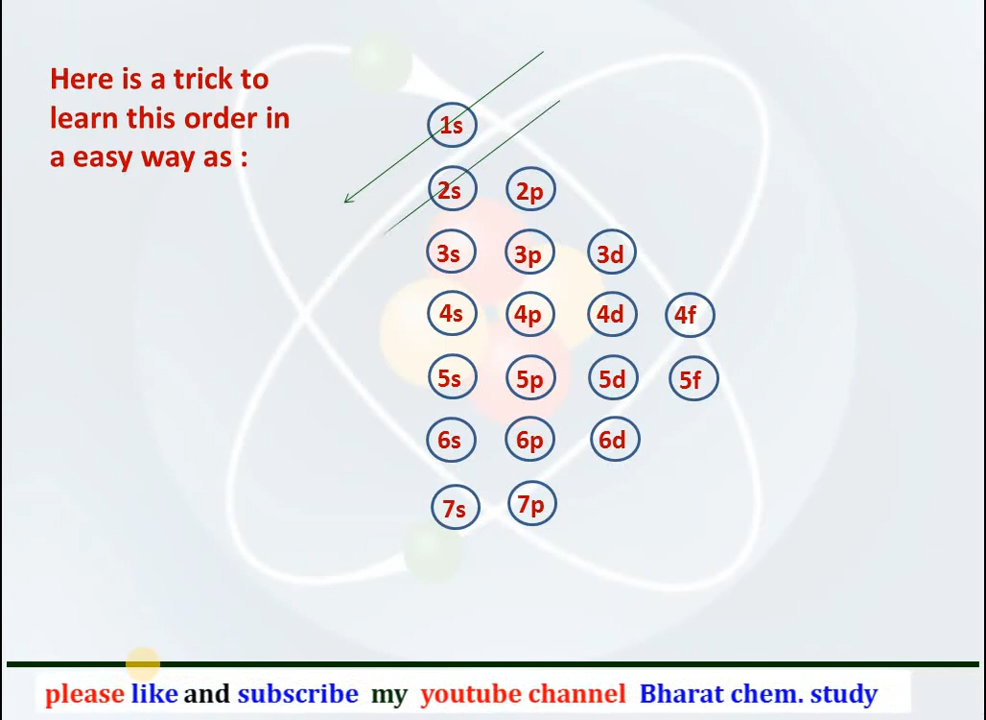 Here is a trick to
learn this order in
a easy way as :
1s
2s 2p
3s 3p 3d
4s 4p 4d 4f
5s 5p 5d 5f
6s 6p 6d
7s 7p
please like and subscribe my youtube channel Bharat chem. study